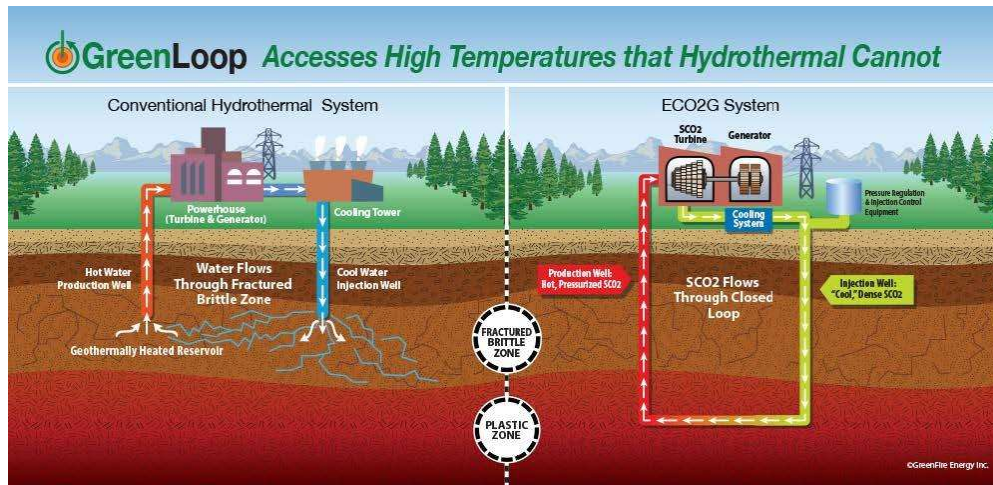 GreenLoop Accesses High Temperatures that Hydrothermal Cannot
Conventional Hydrothermal System
Powerhouse
(Turbine & Generator)
Cooling Tower
Hot Water
Production Well
Water Flows
Through Fractured
Brittle Zone
Cool Water
Injection Well
Geothermally Heated Reservoir
FRACTURED
BRITTLE
ZONE
PLASTIC
ZONE
ECO2G System
SCO2
Turbine
Generator
Cooling
System
Pressure Regulation
& Injection Control
Equipment
Production Well:
Hot, Pressurized SCO2
SCO2 Flows
Through Closed
Loop
Injection Well:
"Cool," Dense SCO2
©GreenFire Energy Inc.